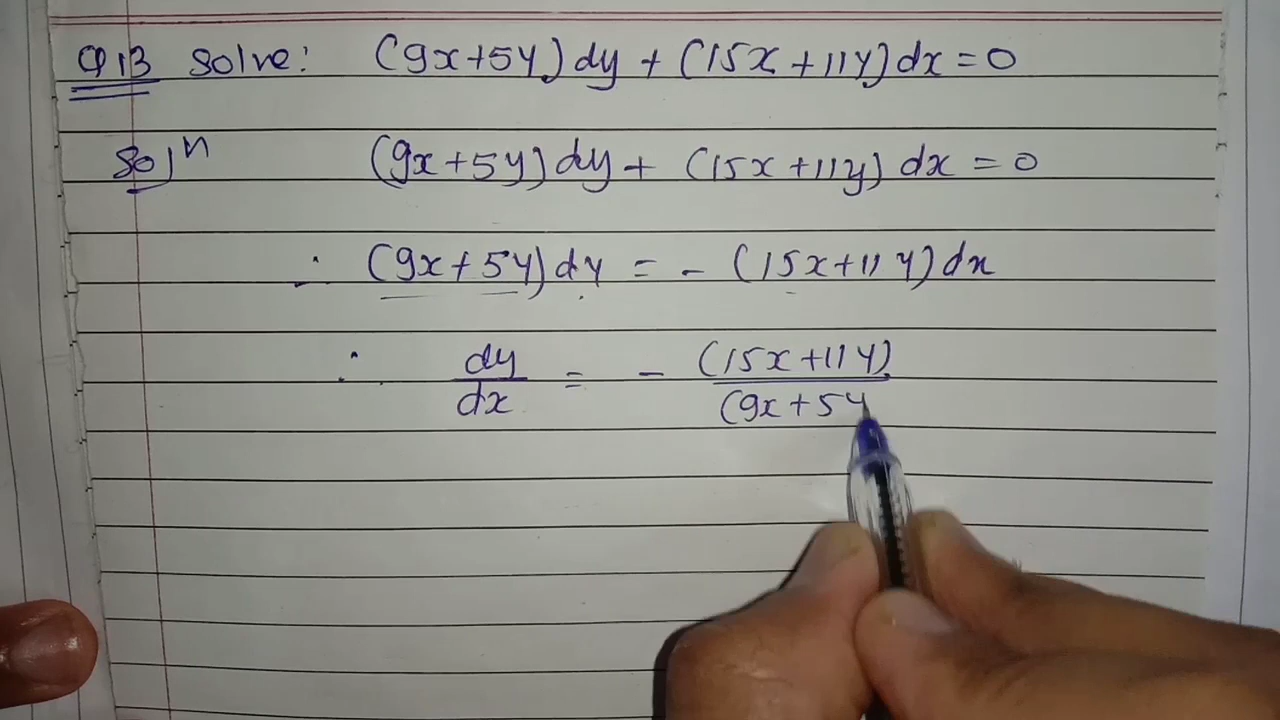 Q13 Solve: (9x+5y)dy + (15x+11y)dx = 0
Solⁿ (9x+5y)dy + (15x+11y)dx = 0
∴ (9x+5y)dy = - (15x+11y)dx
∴ dy/dx = - (15x+11y)/(9x+5y